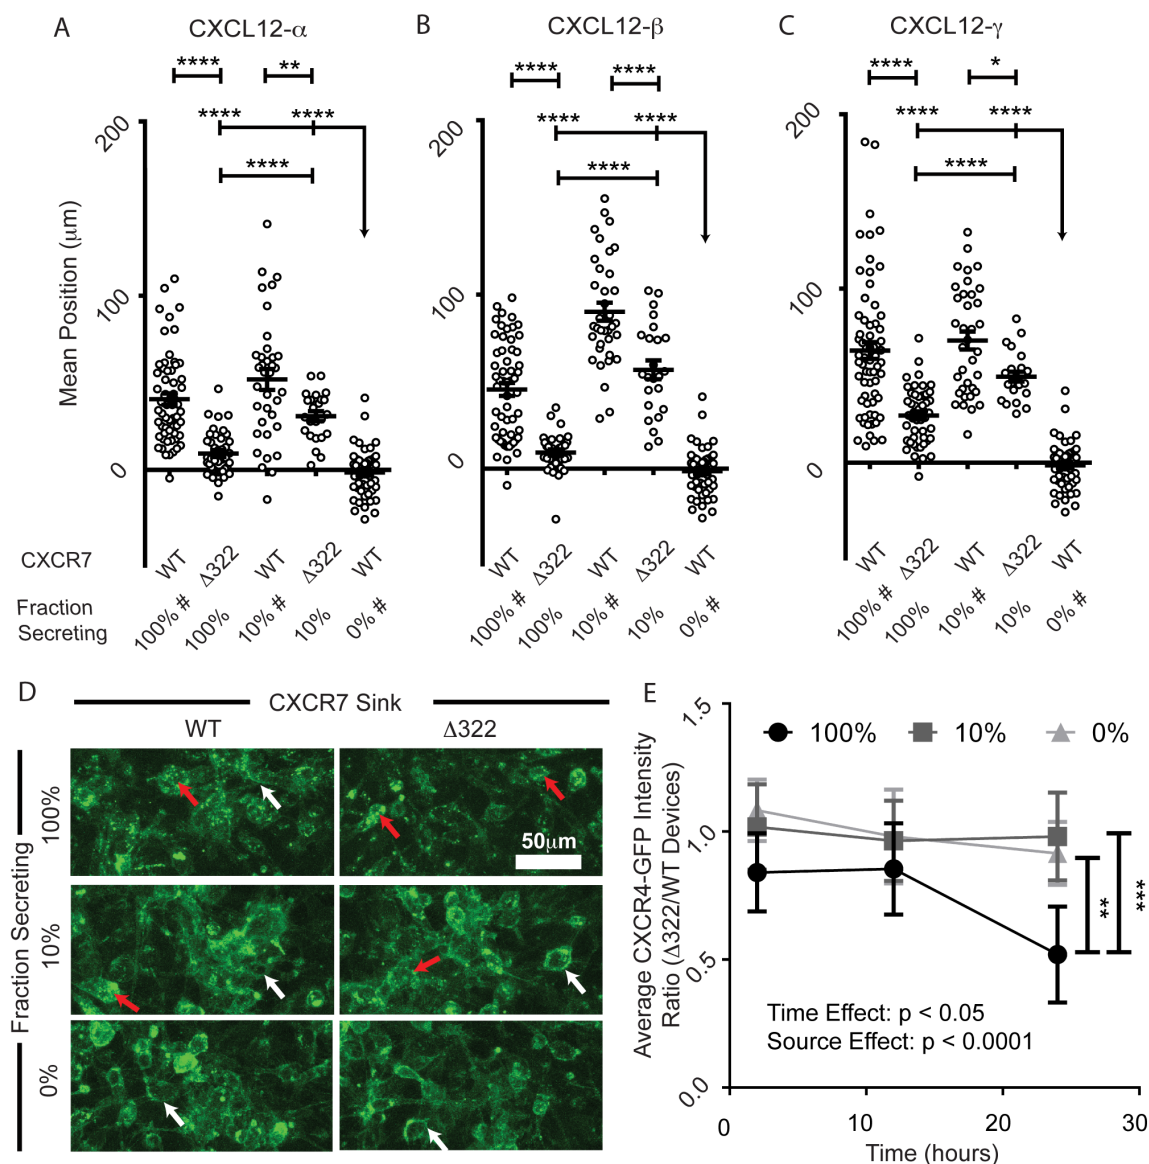 A
CXCL12-α
**** **
**** ****
****
200
100
0
Mean Position (μm)
B
CXCL12-β
**** ****
**** ****
****
200
100
0
C
CXCL12-γ
**** *
**** ****
****
200
100
0
CXCR7
WT Δ322 WT Δ322 WT
WT Δ322 WT Δ322 WT
WT Δ322 WT Δ322 WT
Fraction
Secreting
100% # 100% 10% # 10% 0% #
100% # 100% 10% # 10% 0% #
100% # 100% 10% # 10% 0% #
D
CXCR7 Sink
WT Δ322
Fraction Secreting
100%
10%
0%
50μm
E
Average CXCR4-GFP Intensity
Ratio (Δ322/WT Devices)
1.5
1.0
0.5
0.0
100% 10% 0%
**
***
Time Effect: p < 0.05
Source Effect: p < 0.0001
0 10 20 30
Time (hours)